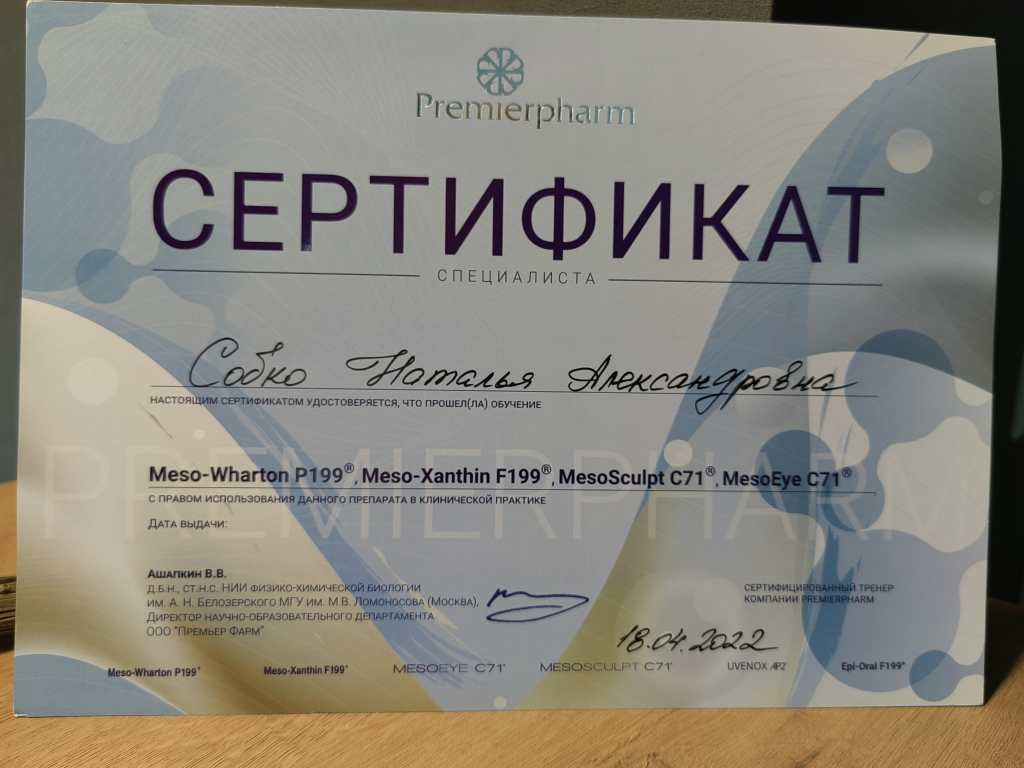 Premierpharm
СЕРТИФИКАТ
СПЕЦИАЛИСТА
Собко Наталья Александровна
НАСТОЯЩИМ СЕРТИФИКАТОМ УДОСТОВЕРЯЕТСЯ, ЧТО ПРОШЕЛ(ЛА) ОБУЧЕНИЕ
PREMIERPHARM
Meso-Wharton P199®, Meso-Xanthin F199®, MesoSculpt C71®, MesoEye C71®
С ПРАВОМ ИСПОЛЬЗОВАНИЯ ДАННОГО ПРЕПАРАТА В КЛИНИЧЕСКОЙ ПРАКТИКЕ
ДАТА ВЫДАЧИ:
АШАПКИН В.В.
Д.Б.Н., СТ.Н.С. НИИ ФИЗИКО-ХИМИЧЕСКОЙ БИОЛОГИИ
ИМ. А. Н. БЕЛОЗЕРСКОГО МГУ ИМ. М.В. ЛОМОНОСОВА (МОСКВА),
ДИРЕКТОР НАУЧНО-ОБРАЗОВАТЕЛЬНОГО ДЕПАРТАМЕНТА
ООО "ПРЕМЬЕР ФАРМ"
СЕРТИФИЦИРОВАННЫЙ ТРЕНЕР
КОМПАНИИ PREMIERPHARM
18.04.2022
Meso-Wharton P199® Meso-Xanthin F199® MESOEYE C71® MESOSCULPT C71® UVENOX AP2® Epi-Oral F199®